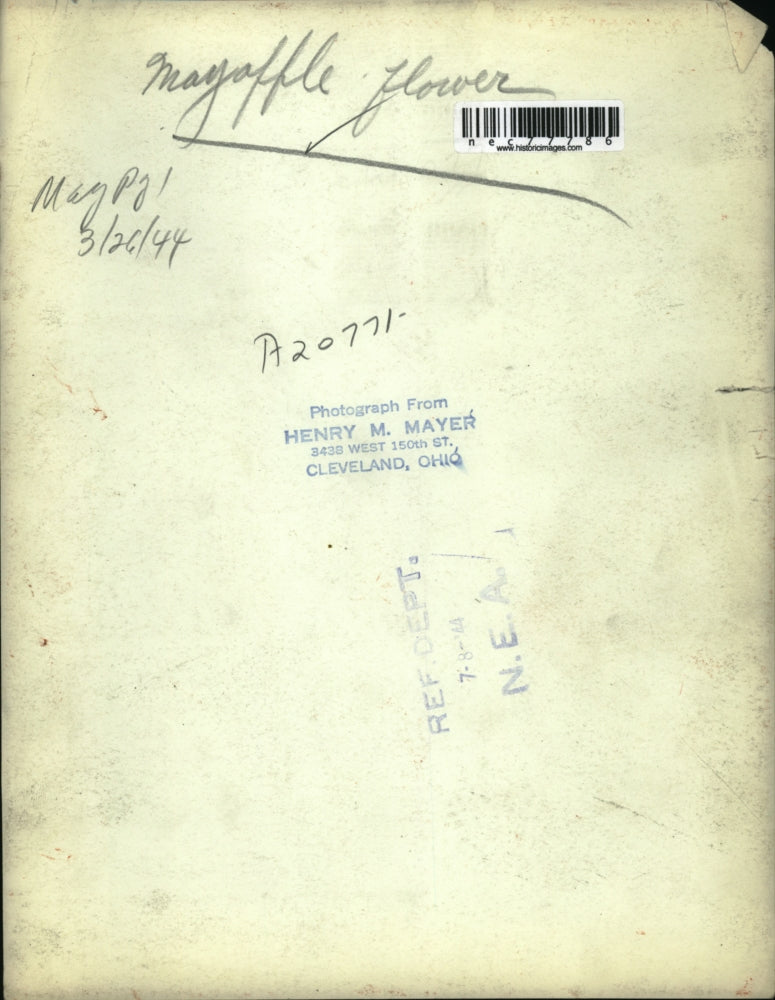 Mayapple flower
nec77786
www.historicimages.com
May Pg 1
3/26/44
A20771-
Photograph From
HENRY M. MAYER
3438 WEST 150th ST.
CLEVELAND, OHIO
REF. DEPT.
7-8-'44
N.E.A.